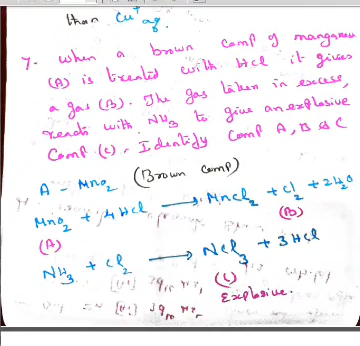 than Cu⁺ aq.
7. When a brown comp of manganese
(A) is treated with HCl it gives
a gas (B). The gas taken in excess,
reacts with NH3 to give an explosive
Comp (C), Identify Comp A, B & C
A - MnO2 (Brown comp)
MnO2 + 4HCl ⟶ MnCl2 + Cl2 + 2H2O
(A) (B)
NH3 + Cl2 ⟶ NCl3 + 3HCl
(C)
Explosive.